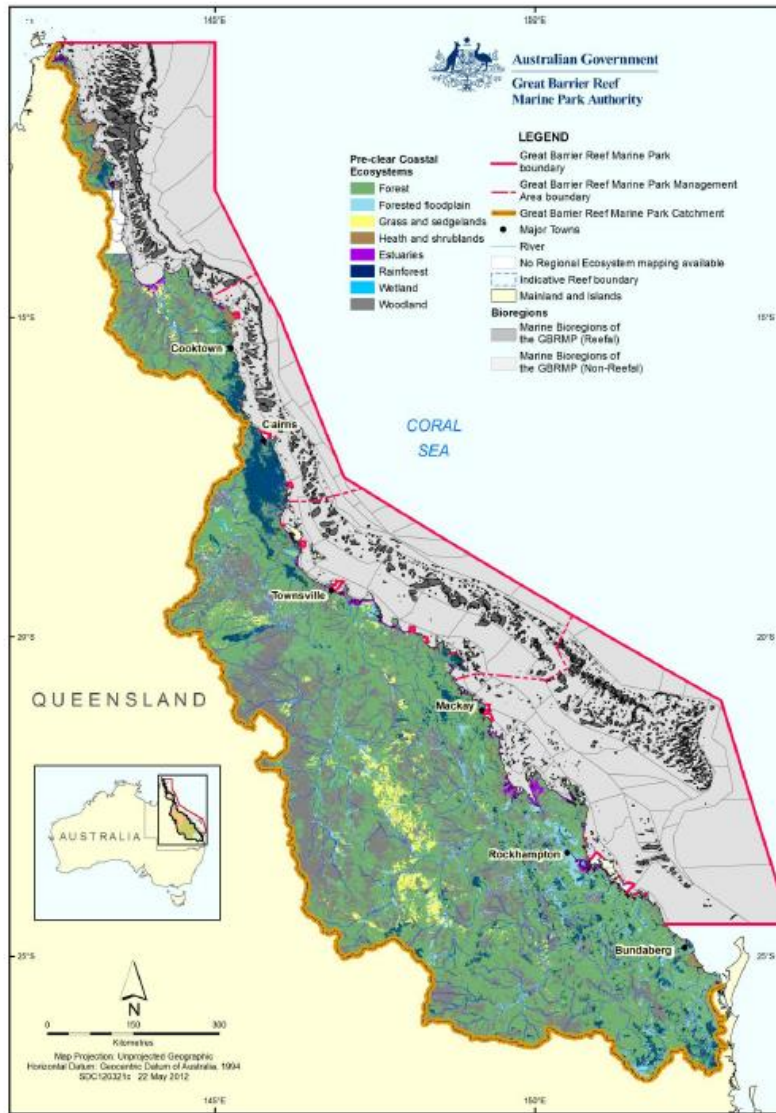 145°E
150°E
Australian Government
Great Barrier Reef
Marine Park Authority
LEGEND
Great Barrier Reef Marine Park
boundary
Great Barrier Reef Marine Park Management
Area boundary
Great Barrier Reef Marine Park Catchment
Major Towns
River
No Regional Ecosystem mapping available
Indicative Reef boundary
Mainland and Islands
Bioregions
Marine Bioregions of
the GBRMP (Reefal)
Marine Bioregions of
the GBRMP (Non-Reefal)
Pre-clear Coastal
Ecosystems
Forest
Forested floodplain
Grass and sedgelands
Heath and shrublands
Estuaries
Rainforest
Wetland
Woodland
15°S
15°S
Cooktown
Cairns
CORAL
SEA
Townsville
20°S
20°S
QUEENSLAND
Mackay
AUSTRALIA
Rockhampton
Bundaberg
25°S
25°S
N
0
150
300
Kilometres
Map Projection: Unprojected Geographic
Horizontal Datum: Geocentric Datum of Australia, 1994
SDC120321c 22 May 2012
145°E
150°E